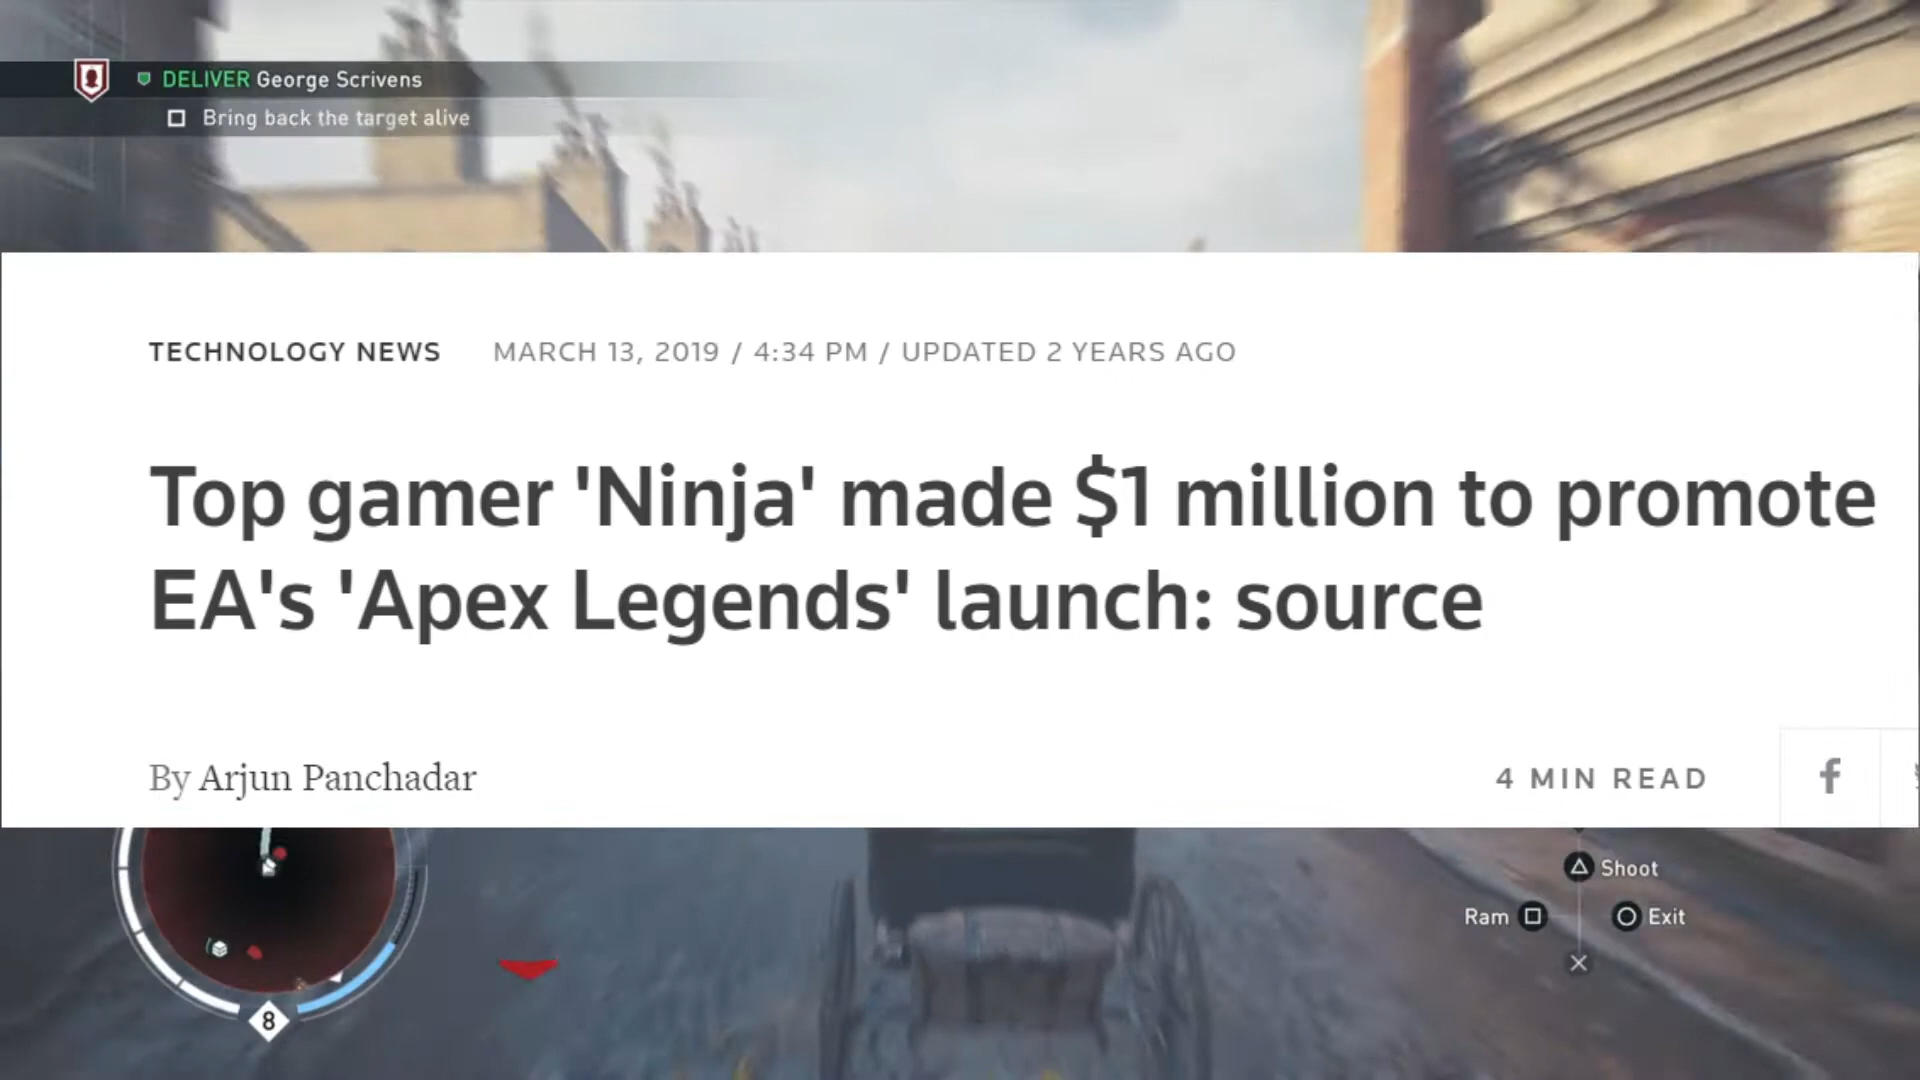 DELIVER George Scrivens
Bring back the target alive
TECHNOLOGY NEWS MARCH 13, 2019 / 4:34 PM / UPDATED 2 YEARS AGO
Top gamer 'Ninja' made $1 million to promote
EA's 'Apex Legends' launch: source
By Arjun Panchadar
4 MIN READ
f
Shoot
Ram
Exit
8